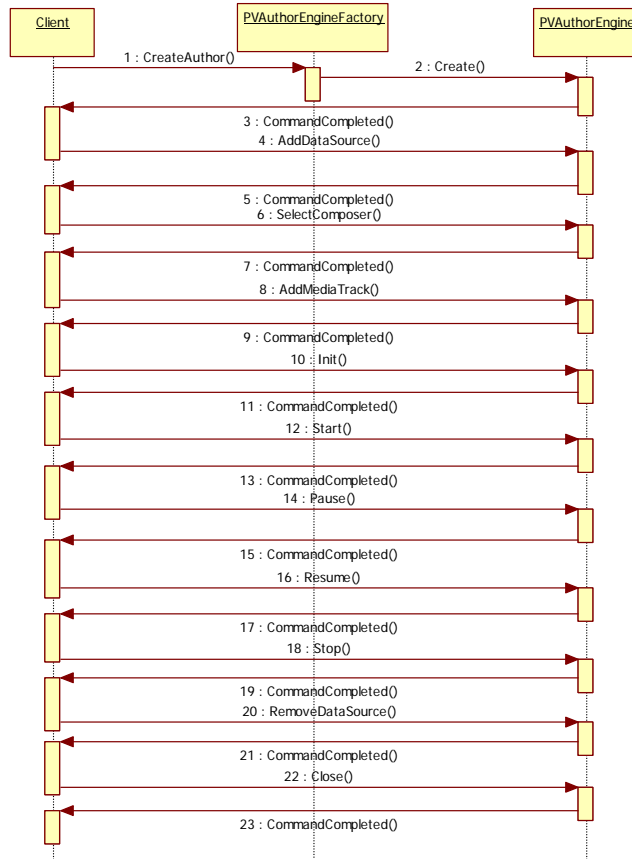 Client
PVAuthorEngineFactory
PVAuthorEngine
1 : CreateAuthor()
2 : Create()
3 : CommandCompleted()
4 : AddDataSource()
5 : CommandCompleted()
6 : SelectComposer()
7 : CommandCompleted()
8 : AddMediaTrack()
9 : CommandCompleted()
10 : Init()
11 : CommandCompleted()
12 : Start()
13 : CommandCompleted()
14 : Pause()
15 : CommandCompleted()
16 : Resume()
17 : CommandCompleted()
18 : Stop()
19 : CommandCompleted()
20 : RemoveDataSource()
21 : CommandCompleted()
22 : Close()
23 : CommandCompleted()